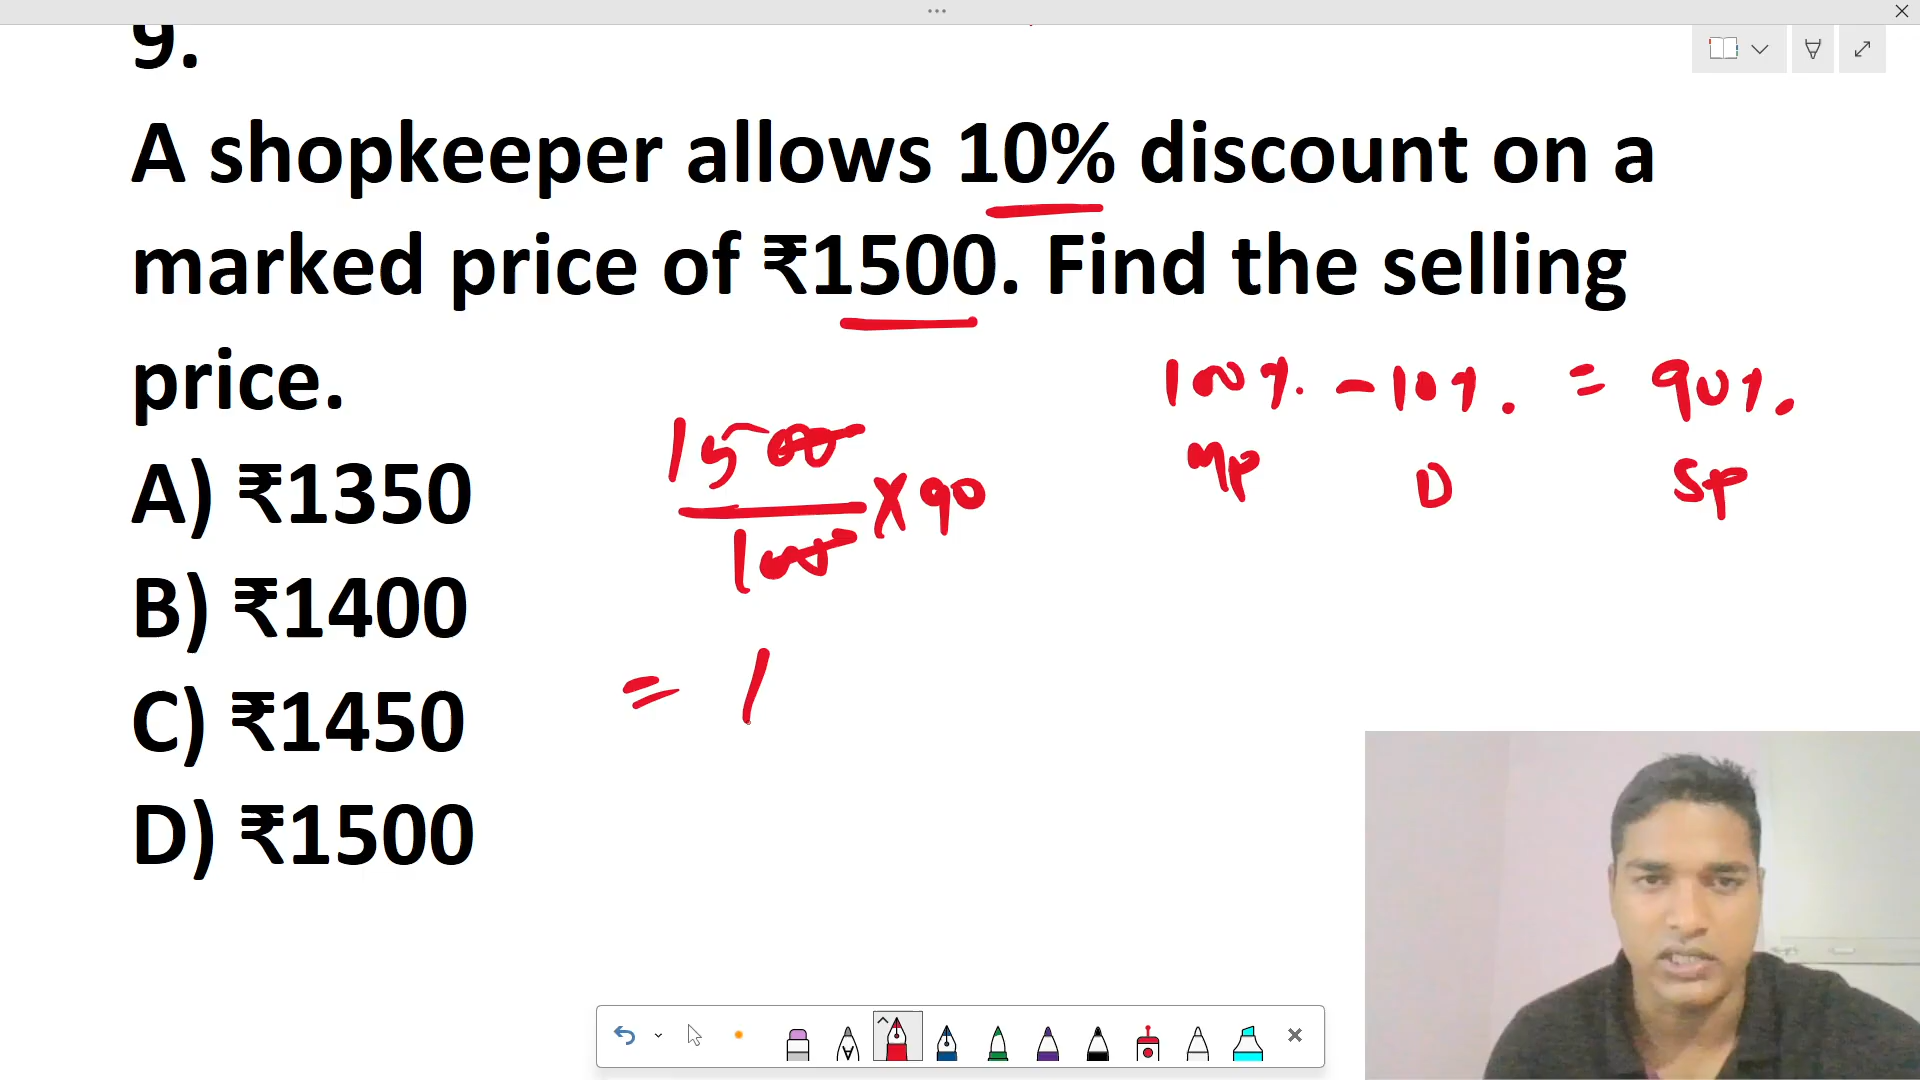 9.
A shopkeeper allows 10% discount on a
marked price of ₹1500. Find the selling
price.
100% - 10% = 90%
MP D SP
1500
100
X 90
= 1
A) ₹1350
B) ₹1400
C) ₹1450
D) ₹1500